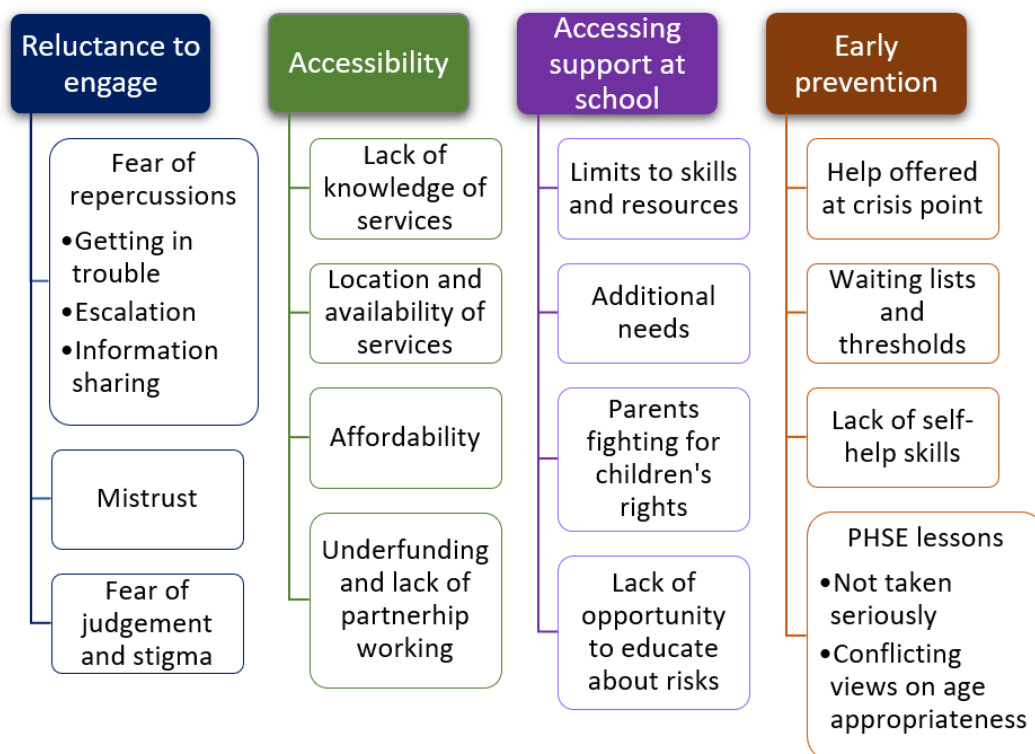 Reluctance to
engage
Fear of
repercussions
•Getting in
trouble
•Escalation
•Information
sharing
Mistrust
Fear of
judgement
and stigma
Accessibility
Lack of
knowledge of
services
Location and
availability of
services
Affordability
Underfunding
and lack of
partnerhip
working
Accessing
support at
school
Limits to skills
and resources
Additional
needs
Parents
fighting for
children's
rights
Lack of
opportunity
to educate
about risks
Early
prevention
Help offered
at crisis point
Waiting lists
and
thresholds
Lack of self-
help skills
PHSE lessons
•Not taken
seriously
•Conflicting
views on age
appropriateness